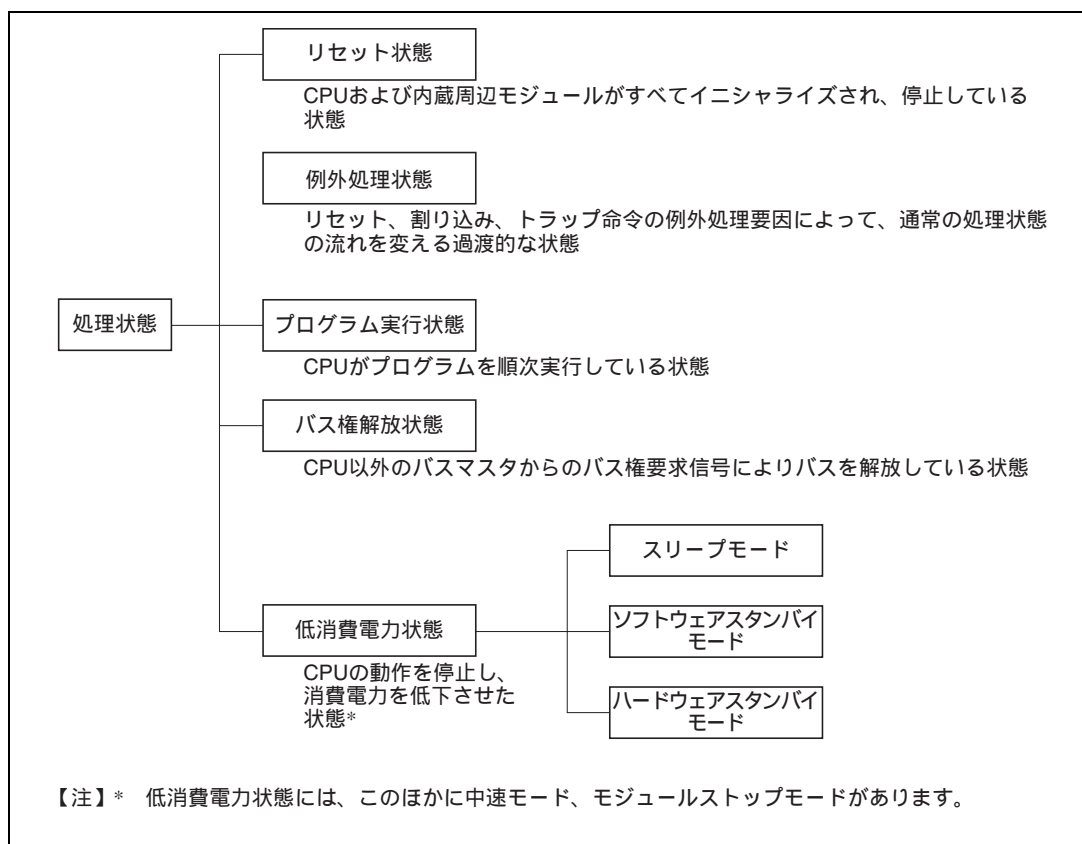 リセット状態
CPUおよび内蔵周辺モジュールがすべてイニシャライズされ、停止している
状態
例外処理状態
リセット、割り込み、トラップ命令の例外処理要因によって、通常の処理状態
の流れを変える過渡的な状態
処理状態
プログラム実行状態
CPUがプログラムを順次実行している状態
バス権解放状態
CPU以外のバスマスタからのバス権要求信号によりバスを解放している状態
スリープモード
低消費電力状態
ソフトウェアスタンバイ
モード
CPUの動作を停止し、
消費電力を低下させた
状態*
ハードウェアスタンバイ
モード
【注】* 低消費電力状態には、このほかに中速モード、モジュールストップモードがあります。